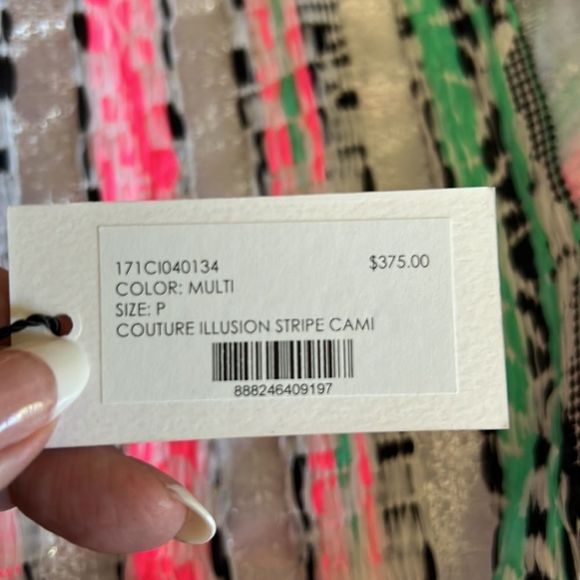 171CI040134 $375.00
COLOR: MULTI
SIZE: P
COUTURE ILLUSION STRIPE CAMI
888246409197